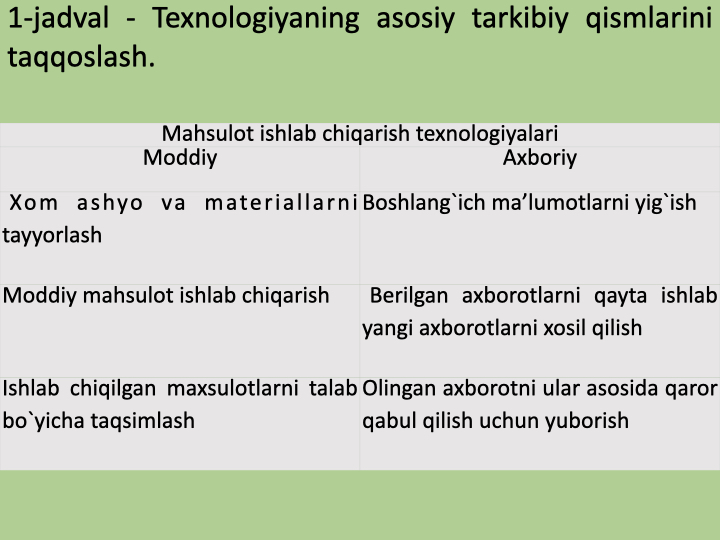 1-jadval - Texnologiyaning asosiy tarkibiy qismlarini
taqqoslash.
Mahsulot ishlab chiqarish texnologiyalari
Moddiy Axboriy
Xom ashyo va materiallarni
tayyorlash
Boshlang`ich ma’lumotlarni yig`ish
Moddiy mahsulot ishlab chiqarish
Berilgan axborotlarni qayta ishlab
yangi axborotlarni xosil qilish
Ishlab chiqilgan maxsulotlarni talab
bo`yicha taqsimlash
Olingan axborotni ular asosida qaror
qabul qilish uchun yuborish